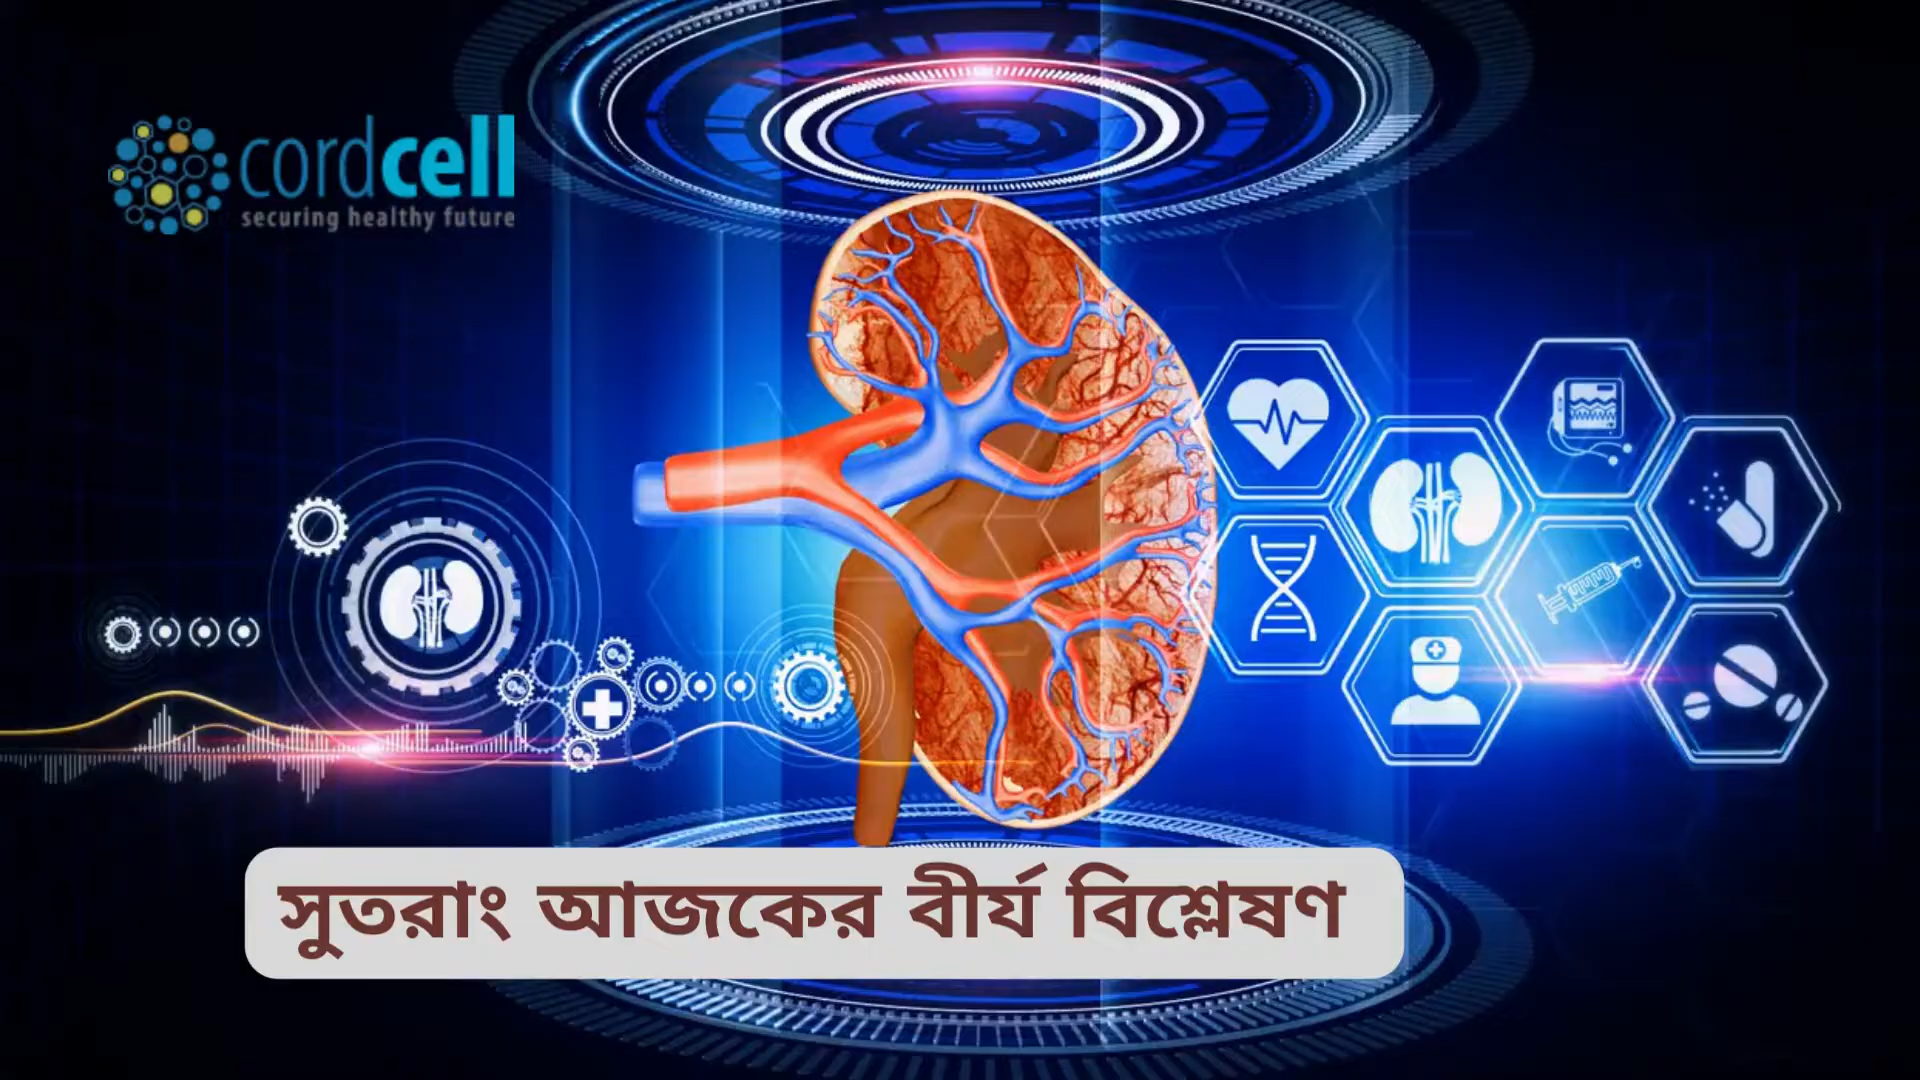 cordcell
securing healthy future
সুতরাং আজকের বীর্য বিশ্লেষণ